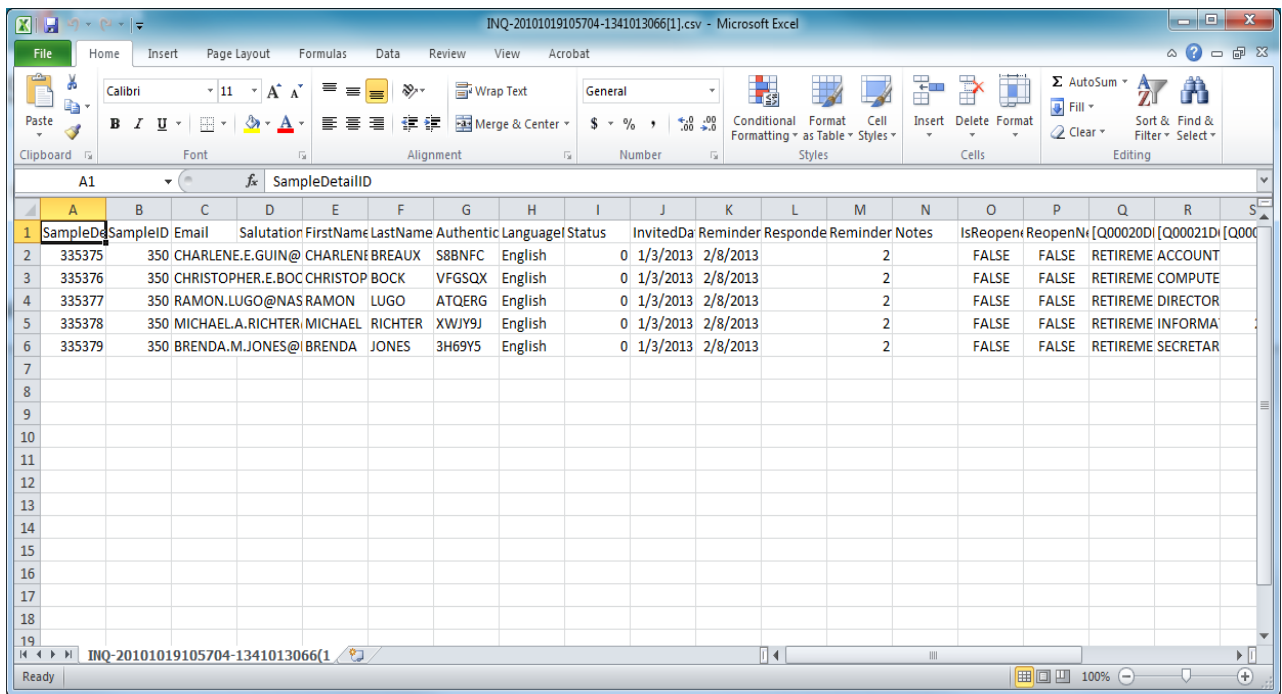 INQ-20101019105704-1341013066[1].csv - Microsoft Excel
File Home Insert Page Layout Formulas Data Review View Acrobat
Calibri 11 A A Wrap Text General Σ AutoSum
Paste Fill
B I U A Merge & Center $ % , .0 .00 .00 .0 Conditional Format Cell Insert Delete Format Clear Sort & Find &
Formatting as Table Styles Filter Select
Clipboard Font Alignment Number Styles Cells Editing
A1 fx SampleDetailID
A B C D E F G H I J K L M N O P Q R S
1 SampleDe SampleID Email Salutation FirstName LastName Authentic Languagel Status InvitedDa Reminder Responde Reminder Notes IsReopene ReopenNe [Q00020D [Q00021D [Q000
2 335375 350 CHARLENE.E.GUIN@ CHARLENE BREAUX S8BNFC English 0 1/3/2013 2/8/2013 2 FALSE FALSE RETIREME ACCOUNT
3 335376 350 CHRISTOPHER.E.BOC CHRISTOP BOCK VFGSQX English 0 1/3/2013 2/8/2013 2 FALSE FALSE RETIREME COMPUTE
4 335377 350 RAMON.LUGO@NAS RAMON LUGO ATQERG English 0 1/3/2013 2/8/2013 2 FALSE FALSE RETIREME DIRECTOR
5 335378 350 MICHAEL.A.RICHTER MICHAEL RICHTER XWJY9J English 0 1/3/2013 2/8/2013 2 FALSE FALSE RETIREME INFORMA
6 335379 350 BRENDA.M.JONES@ BRENDA JONES 3H69Y5 English 0 1/3/2013 2/8/2013 2 FALSE FALSE RETIREME SECRETAR
7
8
9
10
11
12
13
14
15
16
17
18
19
INQ-20101019105704-1341013066(1
Ready 100%